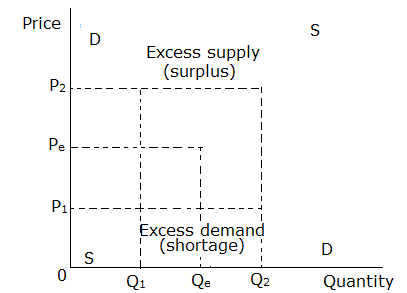 Price
D
S
Excess supply
(surplus)
P2
Pe
P1
Excess demand
(shortage)
S
D
0
Q1
Qe
Q2
Quantity